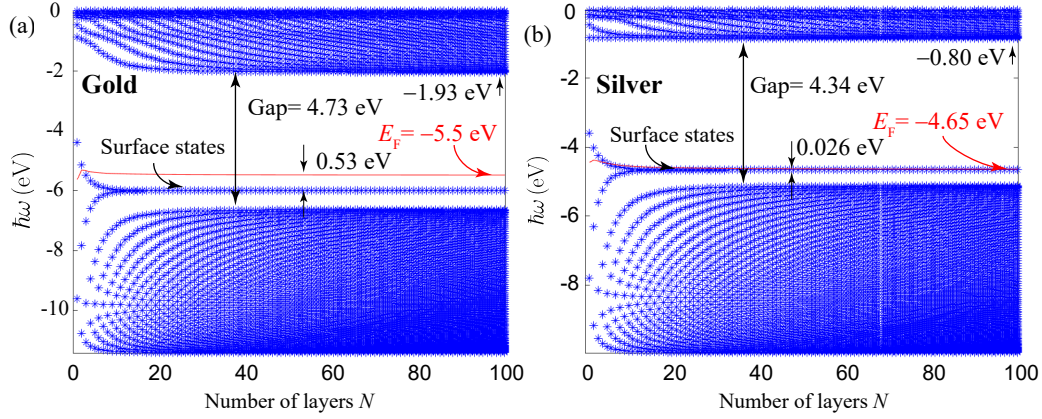 (a)
0
-2
-4
-6
-8
-10
ℏω (eV)
Gold
Gap= 4.73 eV
−1.93 eV
E_F= −5.5 eV
Surface states
0.53 eV
0 20 40 60 80 100
Number of layers N
(b)
0
-2
-4
-6
-8
ℏω (eV)
Silver
Gap= 4.34 eV
−0.80 eV
E_F= −4.65 eV
Surface states
0.026 eV
0 20 40 60 80 100
Number of layers N